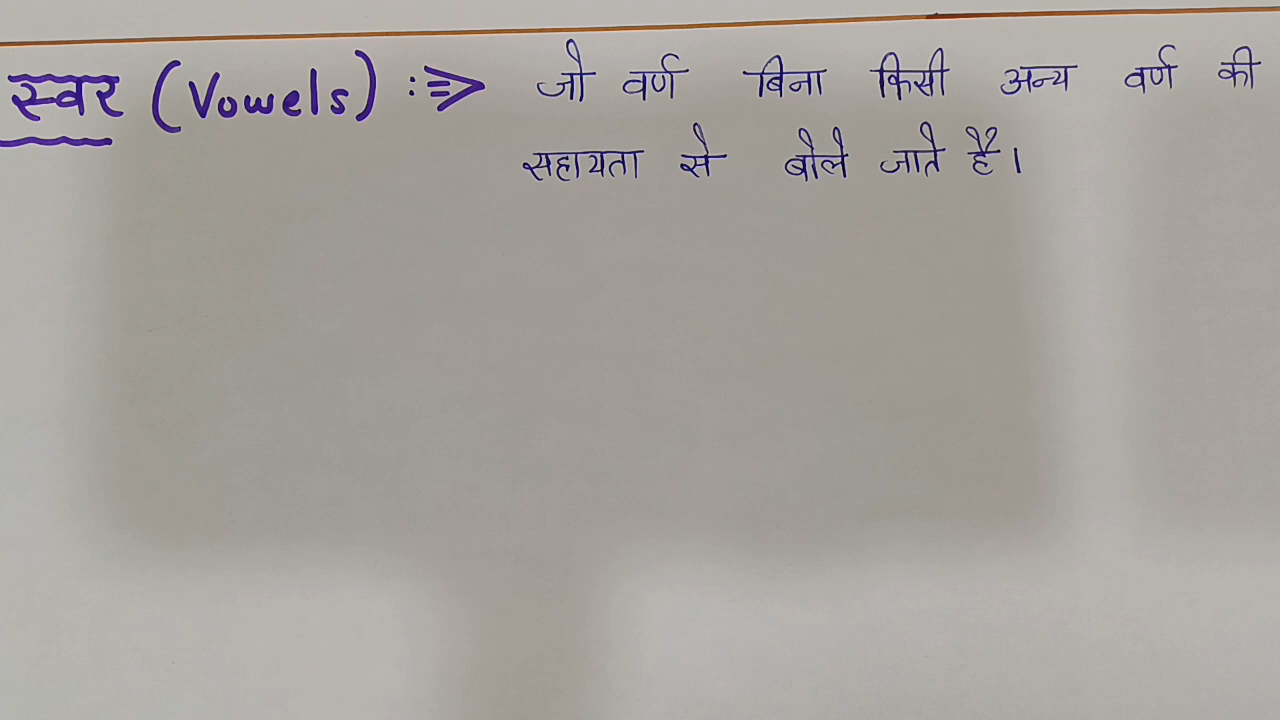 स्वर (Vowels) :⇒ जो वर्ण बिना किसी अन्य वर्ण की
सहायता से बोले जाते है।